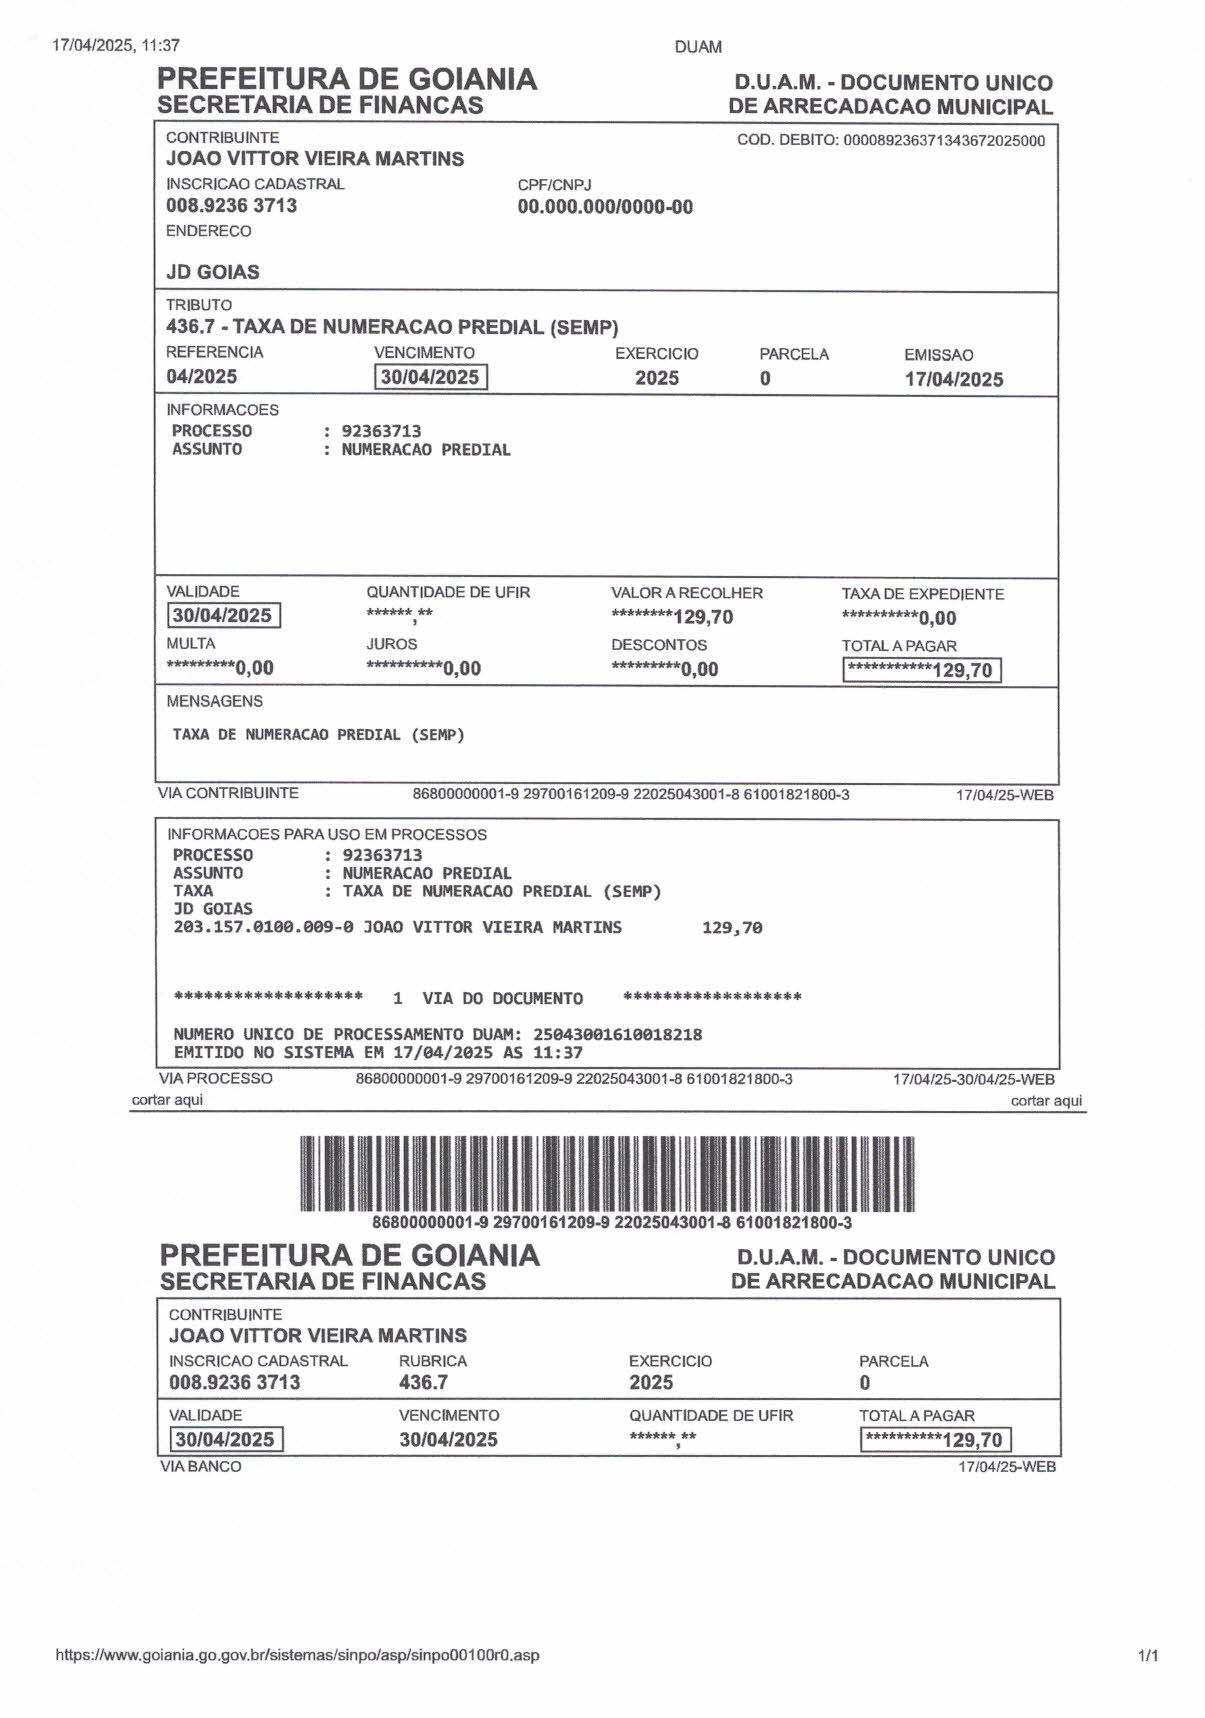 17/04/2025, 11:37 DUAM
PREFEITURA DE GOIANIA D.U.A.M. - DOCUMENTO UNICO
SECRETARIA DE FINANCAS DE ARRECADACAO MUNICIPAL
CONTRIBUINTE COD. DEBITO: 000089236371343672025000
JOAO VITTOR VIEIRA MARTINS
INSCRICAO CADASTRAL CPF/CNPJ
008.9236 3713 00.000.000/0000-00
ENDERECO
JD GOIAS
TRIBUTO
436.7 - TAXA DE NUMERACAO PREDIAL (SEMP)
REFERENCIA VENCIMENTO EXERCICIO PARCELA EMISSAO
04/2025 30/04/2025 2025 0 17/04/2025
INFORMACOES
PROCESSO : 92363713
ASSUNTO : NUMERACAO PREDIAL
VALIDADE QUANTIDADE DE UFIR VALOR A RECOLHER TAXA DE EXPEDIENTE
30/04/2025 ******,** ********129,70 **********0,00
MULTA JUROS DESCONTOS TOTAL A PAGAR
*********0,00 **********0,00 *********0,00 ***********129,70
MENSAGENS
TAXA DE NUMERACAO PREDIAL (SEMP)
VIA CONTRIBUINTE 86800000001-9 29700161209-9 22025043001-8 61001821800-3 17/04/25-WEB
INFORMACOES PARA USO EM PROCESSOS
PROCESSO : 92363713
ASSUNTO : NUMERACAO PREDIAL
TAXA : TAXA DE NUMERACAO PREDIAL (SEMP)
JD GOIAS
203.157.0100.009-0 JOAO VITTOR VIEIRA MARTINS 129,70
******************* 1 VIA DO DOCUMENTO ******************
NUMERO UNICO DE PROCESSAMENTO DUAM: 25043001610018218
EMITIDO NO SISTEMA EM 17/04/2025 AS 11:37
VIA PROCESSO 86800000001-9 29700161209-9 22025043001-8 61001821800-3 17/04/25-30/04/25-WEB
cortar aqui cortar aqui
86800000001-9 29700161209-9 22025043001-8 61001821800-3
PREFEITURA DE GOIANIA D.U.A.M. - DOCUMENTO UNICO
SECRETARIA DE FINANCAS DE ARRECADACAO MUNICIPAL
CONTRIBUINTE
JOAO VITTOR VIEIRA MARTINS
INSCRICAO CADASTRAL RUBRICA EXERCICIO PARCELA
008.9236 3713 436.7 2025 0
VALIDADE VENCIMENTO QUANTIDADE DE UFIR TOTAL A PAGAR
30/04/2025 30/04/2025 ******,** **********129,70
VIA BANCO 17/04/25-WEB
https://www.goiania.go.gov.br/sistemas/sinpo/asp/sinpo00100r0.asp 1/1